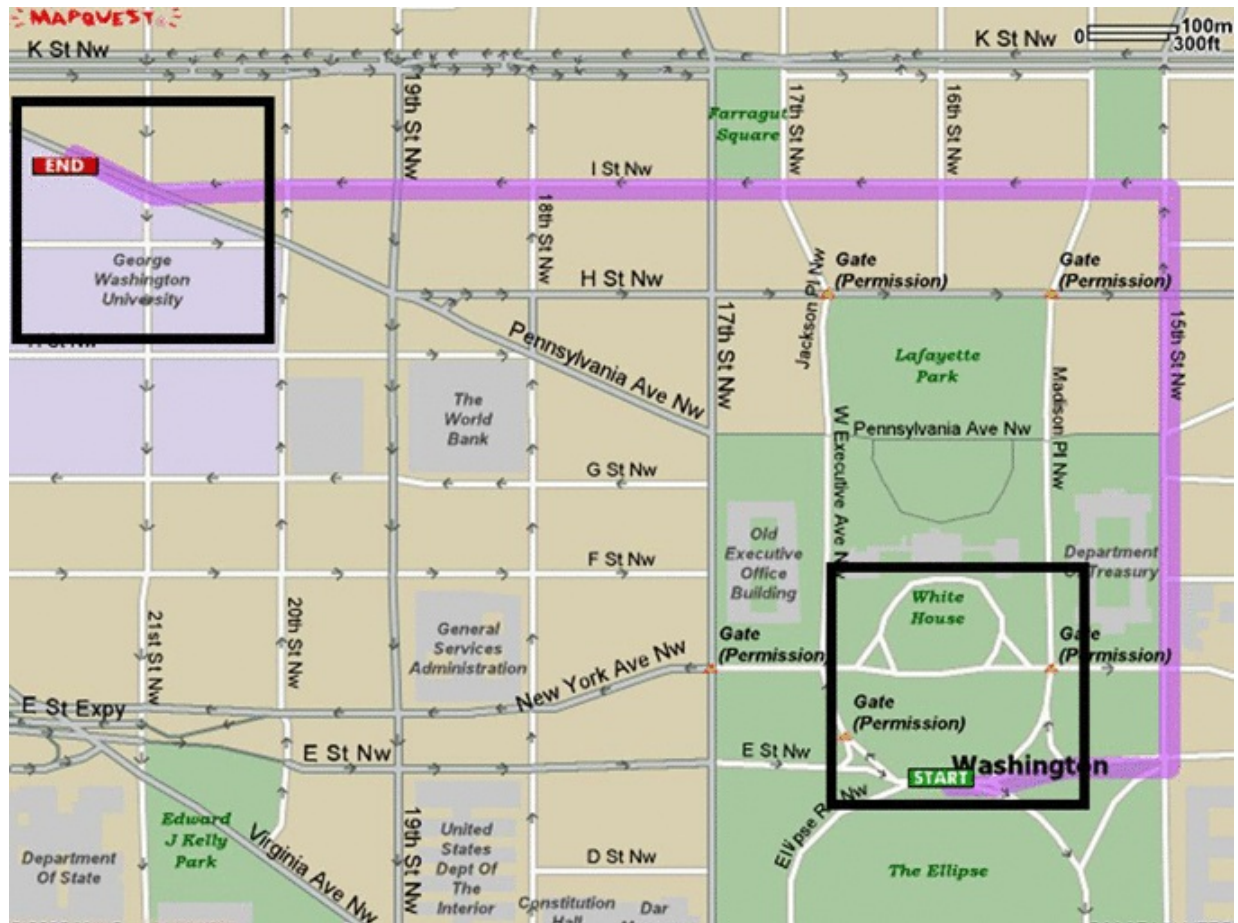 MAPQUEST
K St Nw
K St Nw
0
100m
300ft
19th St Nw
Farragut
Square
17th St Nw
16th St Nw
END
I St Nw
18th St Nw
George
Washington
University
H St Nw
Gate
(Permission)
Gate
(Permission)
Jackson Pl Nw
17th St Nw
15th St Nw
Pennsylvania Ave Nw
Lafayette
Park
Madison Pl Nw
The
World
Bank
W Executive Ave N
Pennsylvania Ave Nw
G St Nw
Old
Executive
Office
Building
Department
Of Treasury
F St Nw
White
House
21st St Nw
20th St Nw
General
Services
Administration
Gate
(Permission)
Gate
(Permission)
New York Ave Nw
E St Expy
Gate
(Permission)
E St Nw
E St Nw
START
Washington
Ellipse Nw
19th St Nw
Edward
J Kelly
Park
Virginia Ave Nw
Department
Of State
United
States
Dept Of
The
Interior
D St Nw
The Ellipse
Constitution
Hall
Dar